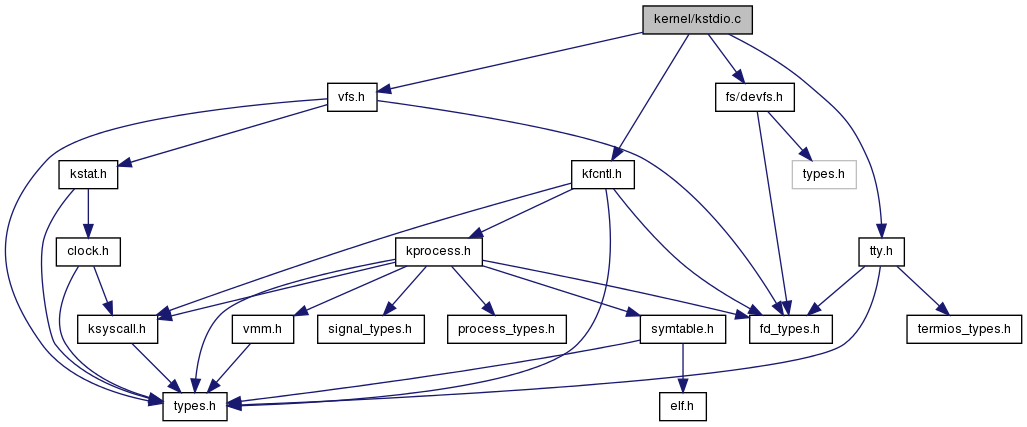 kernel/kstdio.c
vfs.h
fs/devfs.h
kstat.h
kfcntl.h
types.h
clock.h
kprocess.h
tty.h
ksyscall.h
vmm.h
signal_types.h
process_types.h
symtable.h
fd_types.h
termios_types.h
types.h
elf.h